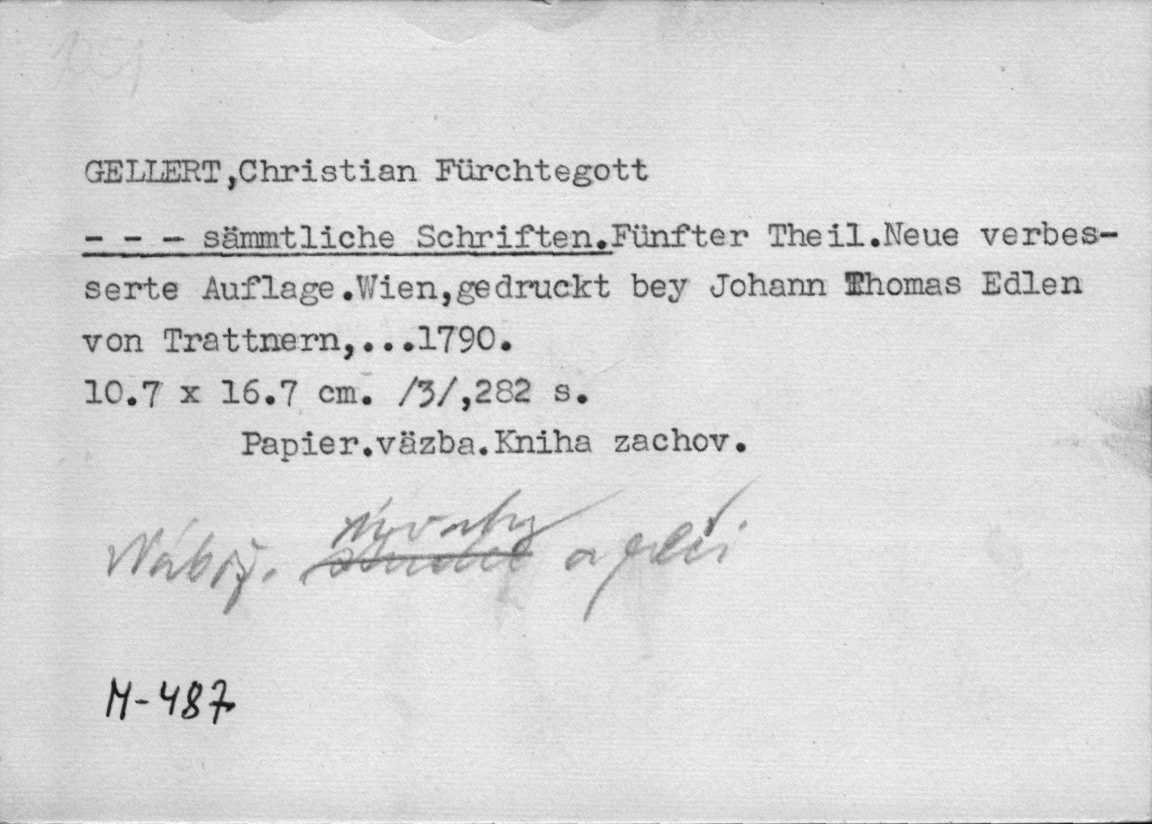 GELLERT,Christian Fürchtegott
- - - sämmtliche Schriften.Fünfter Theil.Neue verbes-
serte Auflage.Wien,gedruckt bey Johann Thomas Edlen
von Trattnern,...1790.
10.7 x 16.7 cm. /3/,282 s.
Papier.väzba.Kniha zachov.
Nábož. a
M-487